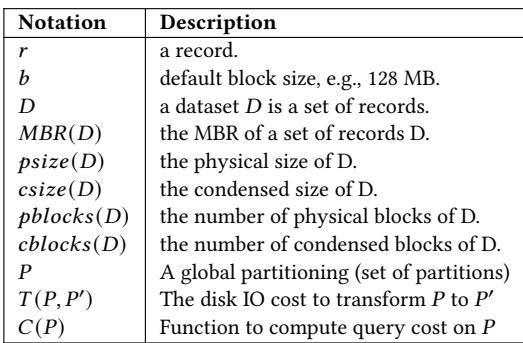 Notation Description
r a record.
b default block size, e.g., 128 MB.
D a dataset D is a set of records.
MBR(D) the MBR of a set of records D.
psize(D) the physical size of D.
csize(D) the condensed size of D.
pblocks(D) the number of physical blocks of D.
cblocks(D) the number of condensed blocks of D.
P A global partitioning (set of partitions)
T(P, P′) The disk IO cost to transform P to P′
C(P) Function to compute query cost on P